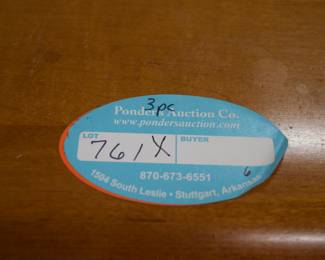 3pc
Ponders Auction Co.
www.pondersauction.com
LOT
BUYER
761X
870-673-6551
6
1504 South Leslie • Stuttgart, Arkansas